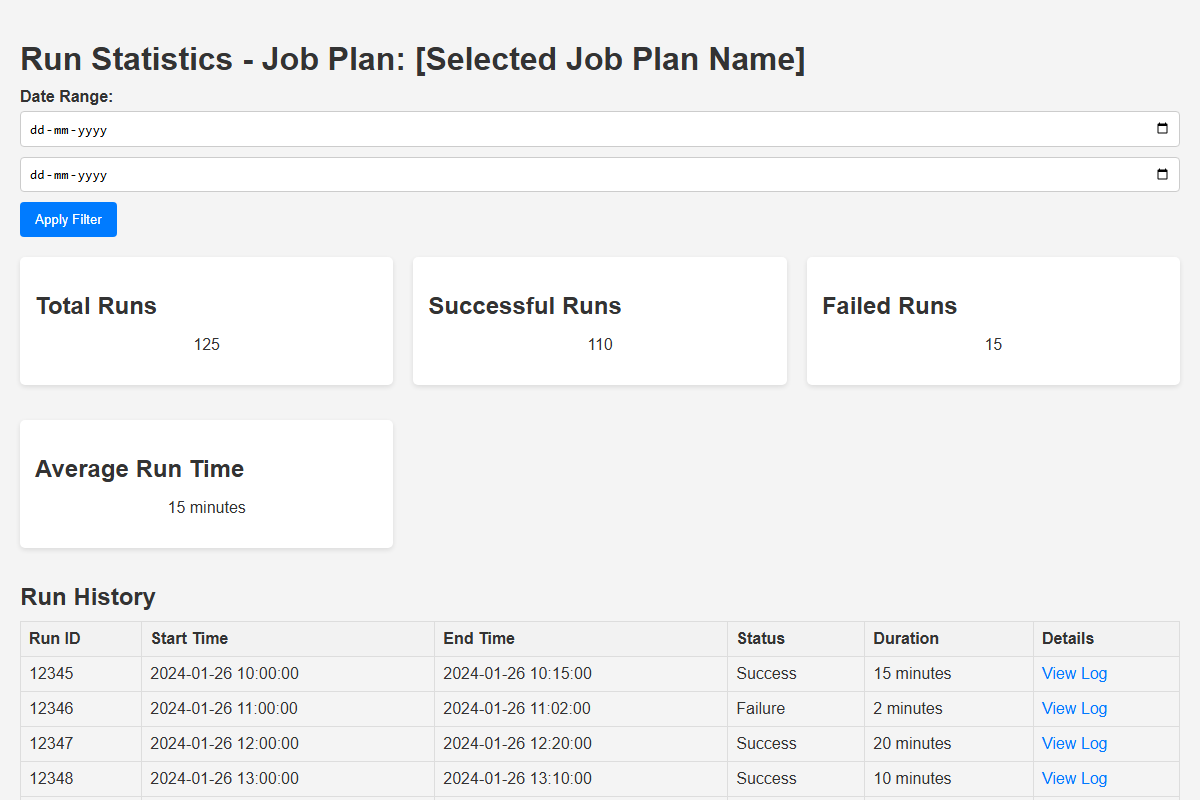 Run Statistics - Job Plan: [Selected Job Plan Name]
Date Range:
dd-mm-yyyy
dd-mm-yyyy
Apply Filter
Total Runs
125
Successful Runs
110
Failed Runs
15
Average Run Time
15 minutes
Run History
Run ID Start Time End Time Status Duration Details
12345 2024-01-26 10:00:00 2024-01-26 10:15:00 Success 15 minutes View Log
12346 2024-01-26 11:00:00 2024-01-26 11:02:00 Failure 2 minutes View Log
12347 2024-01-26 12:00:00 2024-01-26 12:20:00 Success 20 minutes View Log
12348 2024-01-26 13:00:00 2024-01-26 13:10:00 Success 10 minutes View Log